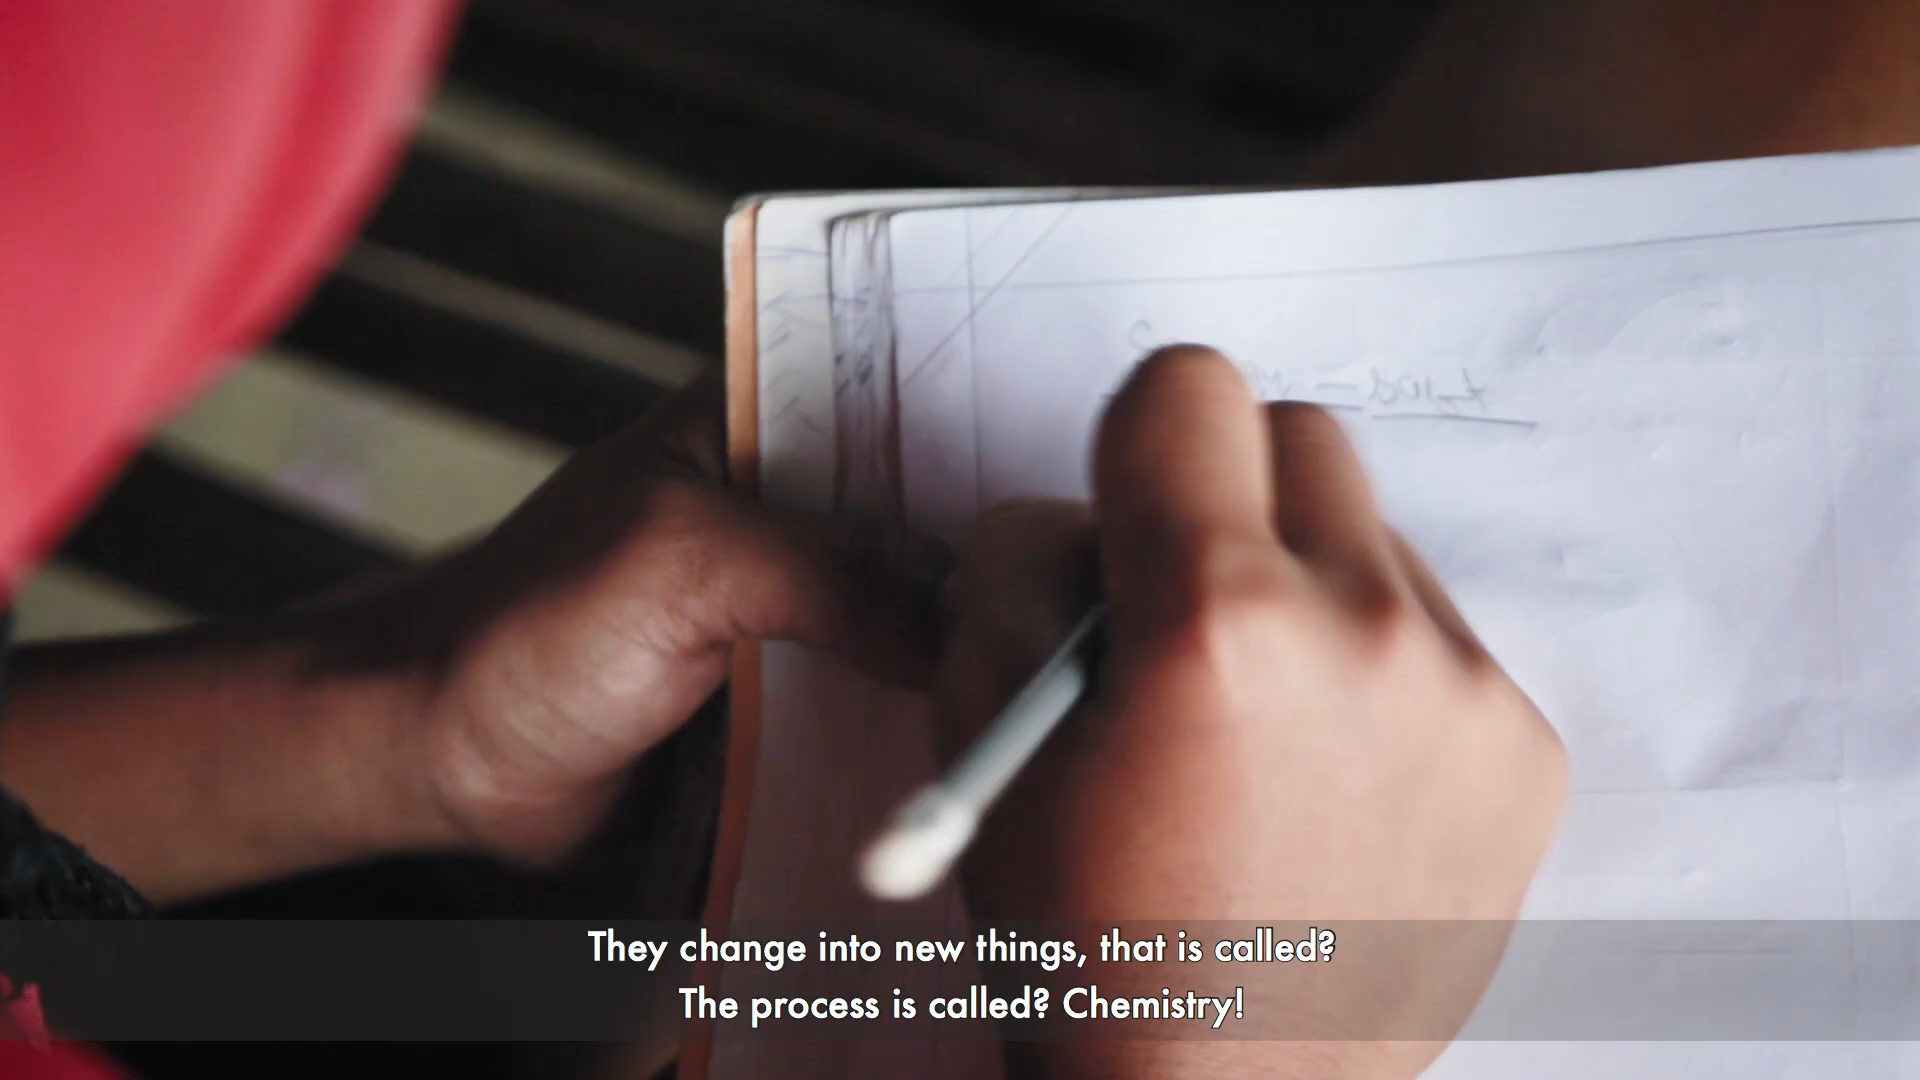 They change into new things, that is called?
The process is called? Chemistry!